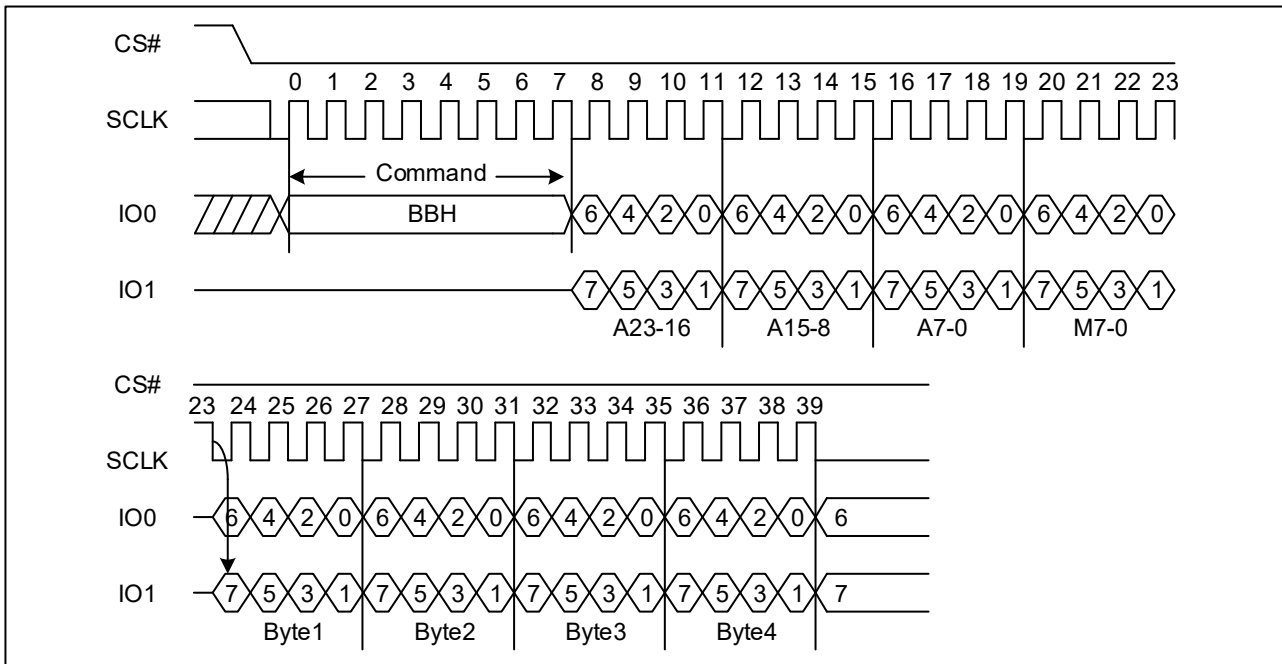 CS#
0 1 2 3 4 5 6 7 8 9 10 11 12 13 14 15 16 17 18 19 20 21 22 23
SCLK
Command
IO0 BBH 6 4 2 0 6 4 2 0 6 4 2 0 6 4 2 0
IO1 7 5 3 1 7 5 3 1 7 5 3 1 7 5 3 1
A23-16 A15-8 A7-0 M7-0
CS#
23 24 25 26 27 28 29 30 31 32 33 34 35 36 37 38 39
SCLK
IO0 6 4 2 0 6 4 2 0 6 4 2 0 6 4 2 0 6
IO1 7 5 3 1 7 5 3 1 7 5 3 1 7 5 3 1 7
Byte1 Byte2 Byte3 Byte4